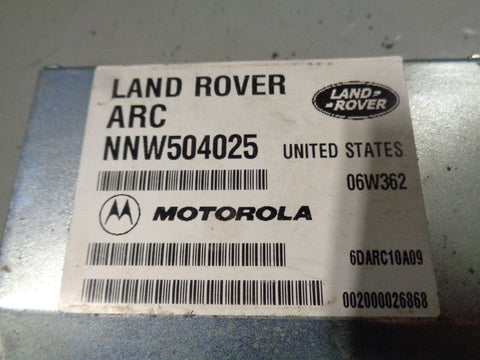 LAND ROVER
ARC
NNW504025
LAND-
-ROVER
UNITED STATES
06W362
MOTOROLA
6DARC10A09
002000026868